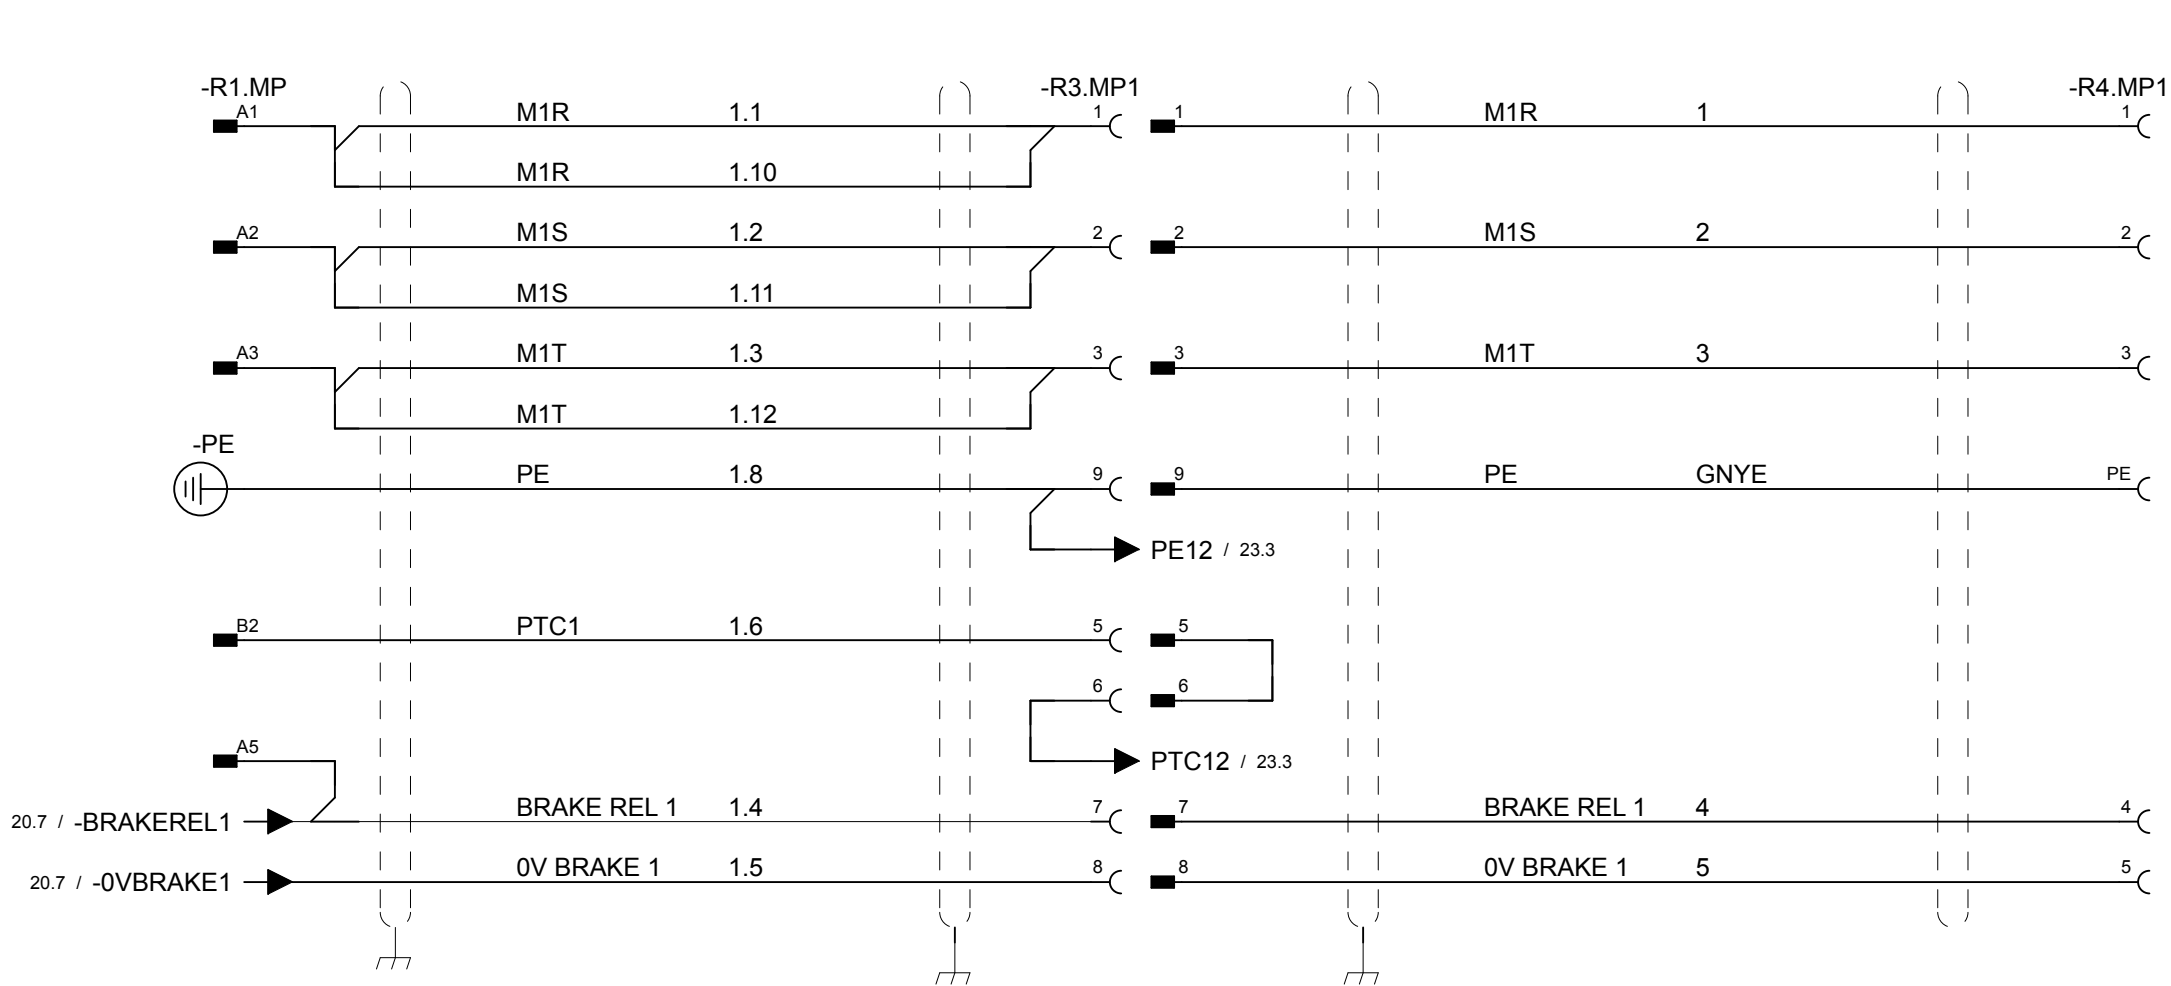 -R1.MP -R3.MP1 -R4.MP1
A1 M1R 1.1 1 1 M1R 1 1
M1R 1.10
A2 M1S 1.2 2 2 M1S 2 2
M1S 1.11
A3 M1T 1.3 3 3 M1T 3 3
M1T 1.12
-PE
PE 1.8 9 9 PE GNYE PE
PE12 / 23.3
B2 PTC1 1.6 5 5
6 6
A5
PTC12 / 23.3
20.7 / -BRAKEREL1 BRAKE REL 1 1.4 7 7 BRAKE REL 1 4 4
20.7 / -0VBRAKE1 0V BRAKE 1 1.5 8 8 0V BRAKE 1 5 5